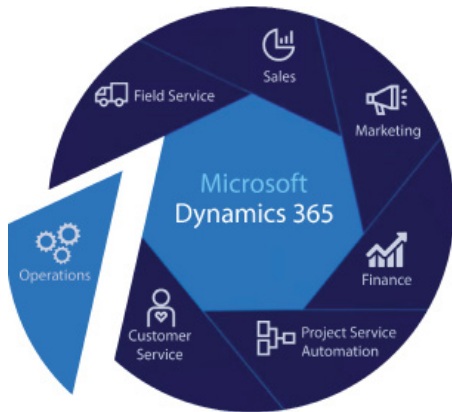 Sales
Field Service
Marketing
Microsoft
Dynamics 365
Operations
Finance
Customer
Service
Project Service
Automation